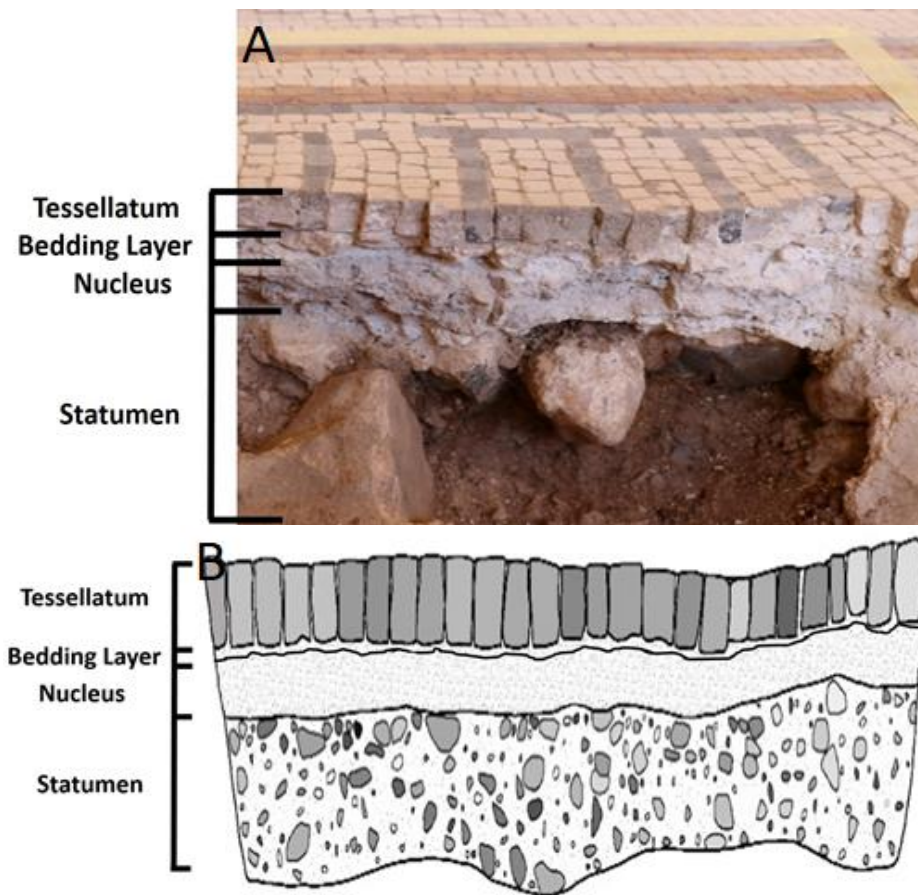 A
Tessellatum
Bedding Layer
Nucleus
Statumen
B
Tessellatum
Bedding Layer
Nucleus
Statumen